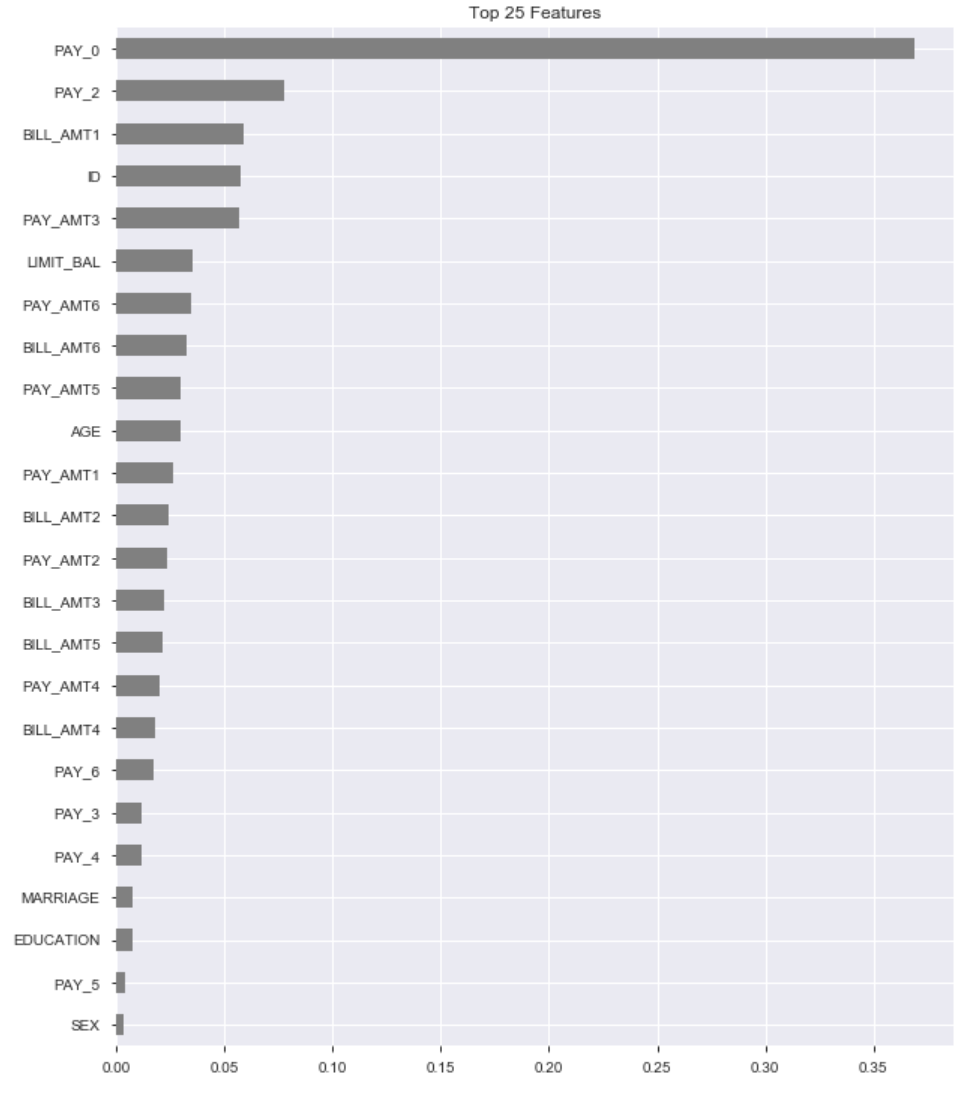 Top 25 Features
PAY_0
PAY_2
BILL_AMT1
ID
PAY_AMT3
LIMIT_BAL
PAY_AMT6
BILL_AMT6
PAY_AMT5
AGE
PAY_AMT1
BILL_AMT2
PAY_AMT2
BILL_AMT3
BILL_AMT5
PAY_AMT4
BILL_AMT4
PAY_6
PAY_3
PAY_4
MARRIAGE
EDUCATION
PAY_5
SEX
0.00 0.05 0.10 0.15 0.20 0.25 0.30 0.35